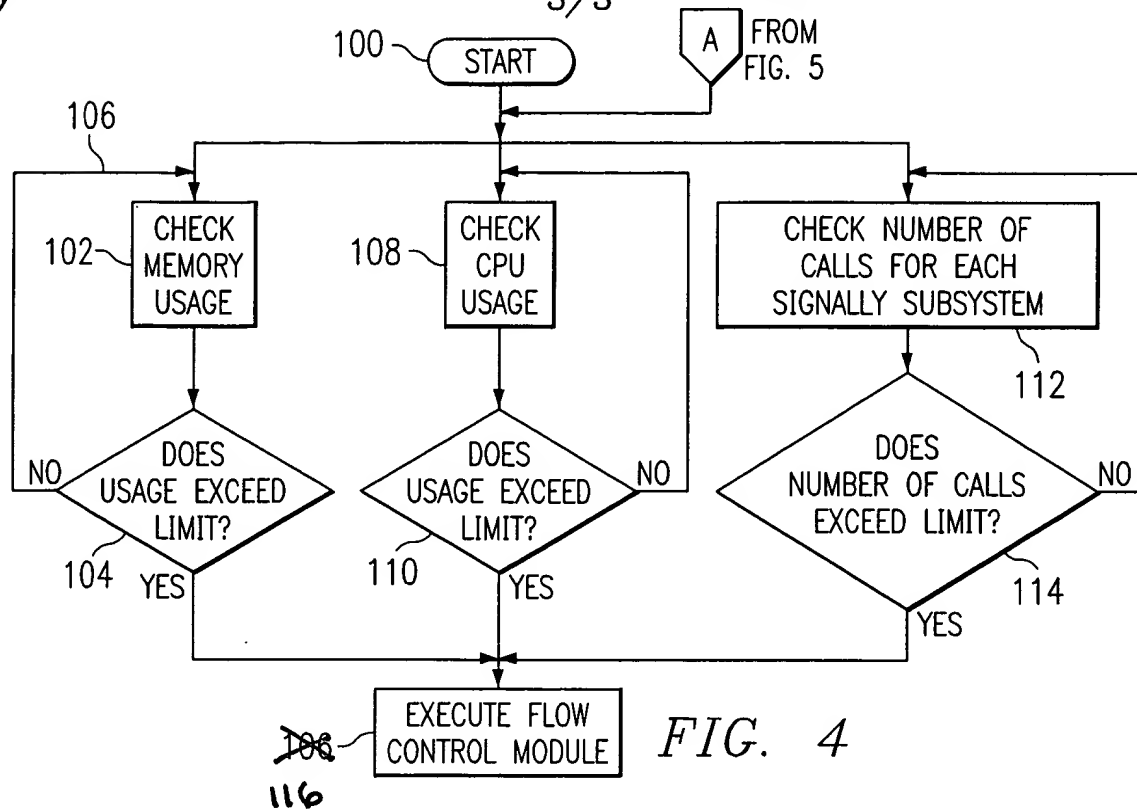 3/3
100
START
A
FROM
FIG. 5
106
102
CHECK
MEMORY
USAGE
108
CHECK
CPU
USAGE
CHECK NUMBER OF
CALLS FOR EACH
SIGNALLY SUBSYSTEM
112
NO
DOES
USAGE EXCEED
LIMIT?
104
YES
DOES
USAGE EXCEED
LIMIT?
NO
110
YES
DOES
NUMBER OF CALLS
EXCEED LIMIT?
NO
114
YES
106
116
EXECUTE FLOW
CONTROL MODULE
FIG. 4